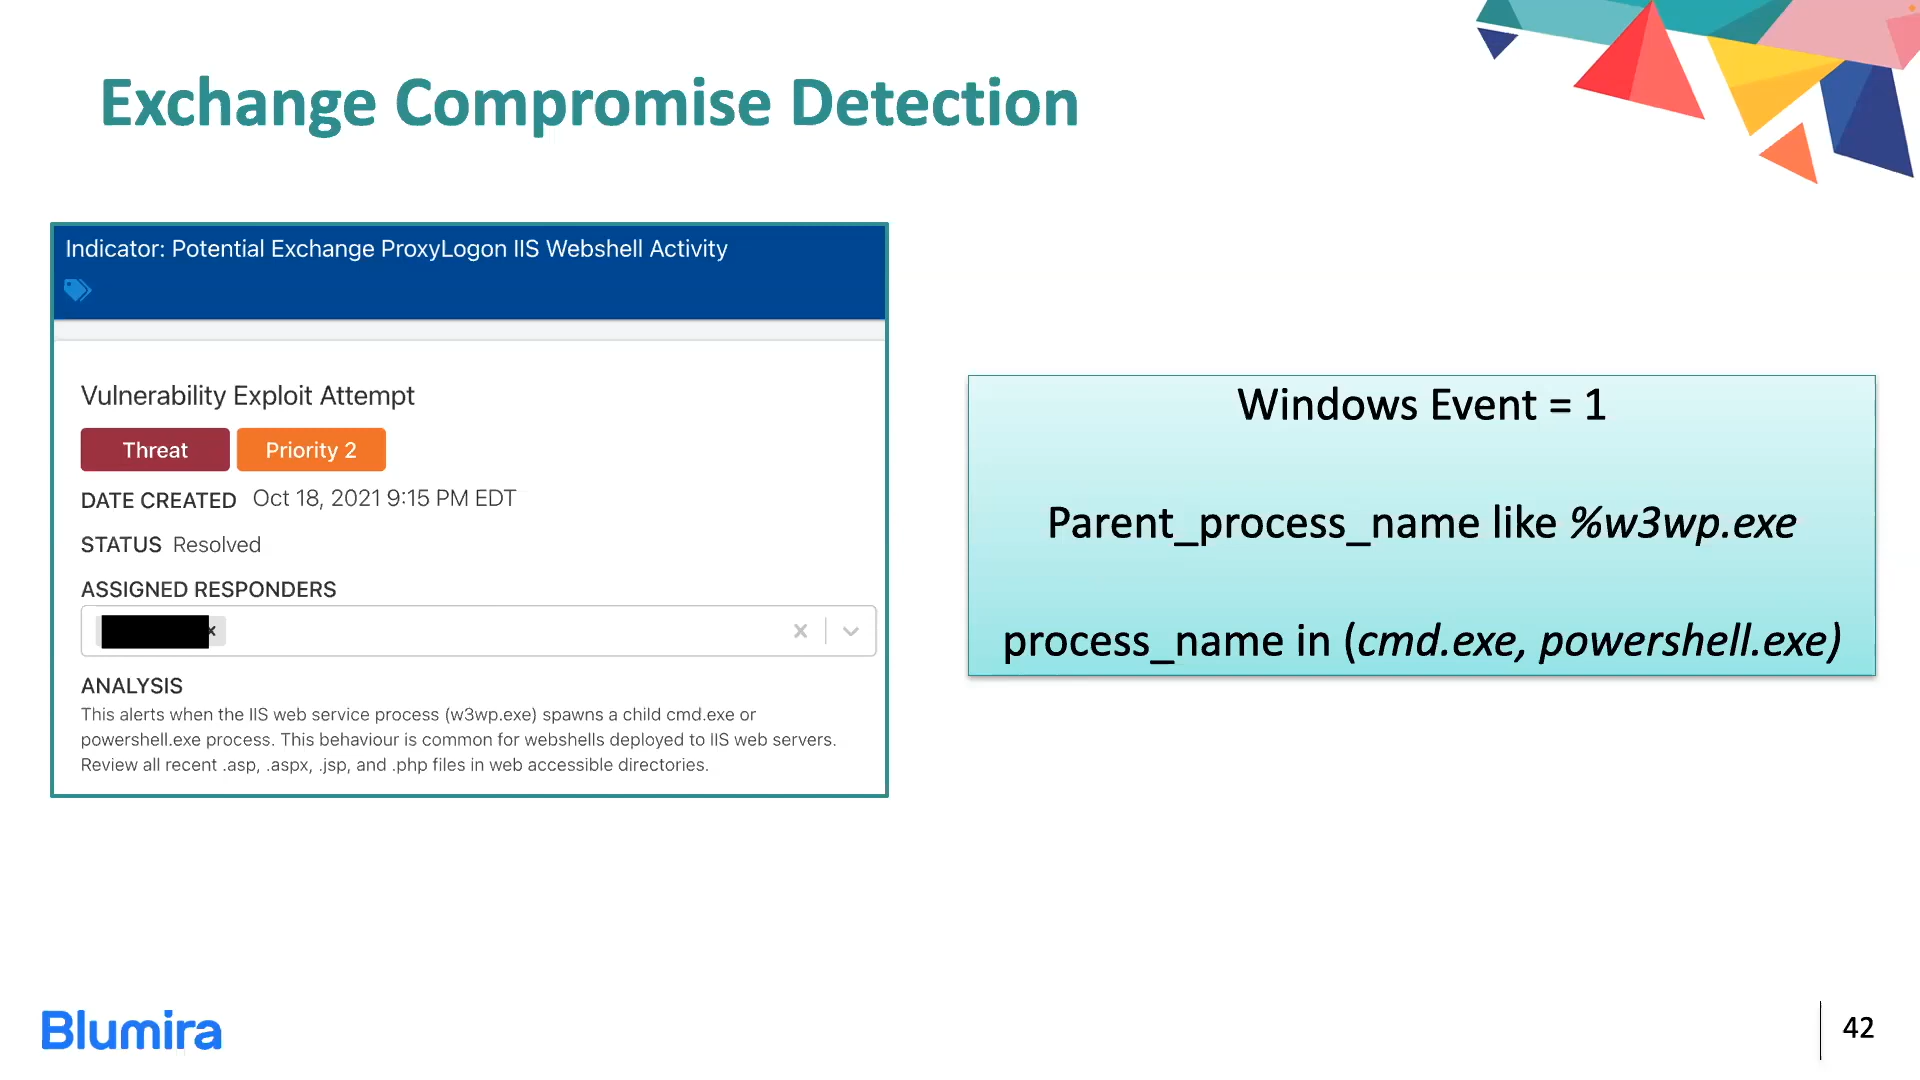 Exchange Compromise Detection
Indicator: Potential Exchange ProxyLogon IIS Webshell Activity
Vulnerability Exploit Attempt
Threat
Priority 2
DATE CREATED Oct 18, 2021 9:15 PM EDT
STATUS Resolved
ASSIGNED RESPONDERS
ANALYSIS
This alerts when the IIS web service process (w3wp.exe) spawns a child cmd.exe or
powershell.exe process. This behaviour is common for webshells deployed to IIS web servers.
Review all recent .asp, .aspx, .jsp, and .php files in web accessible directories.
Windows Event = 1
Parent_process_name like %w3wp.exe
process_name in (cmd.exe, powershell.exe)
Blumira
42